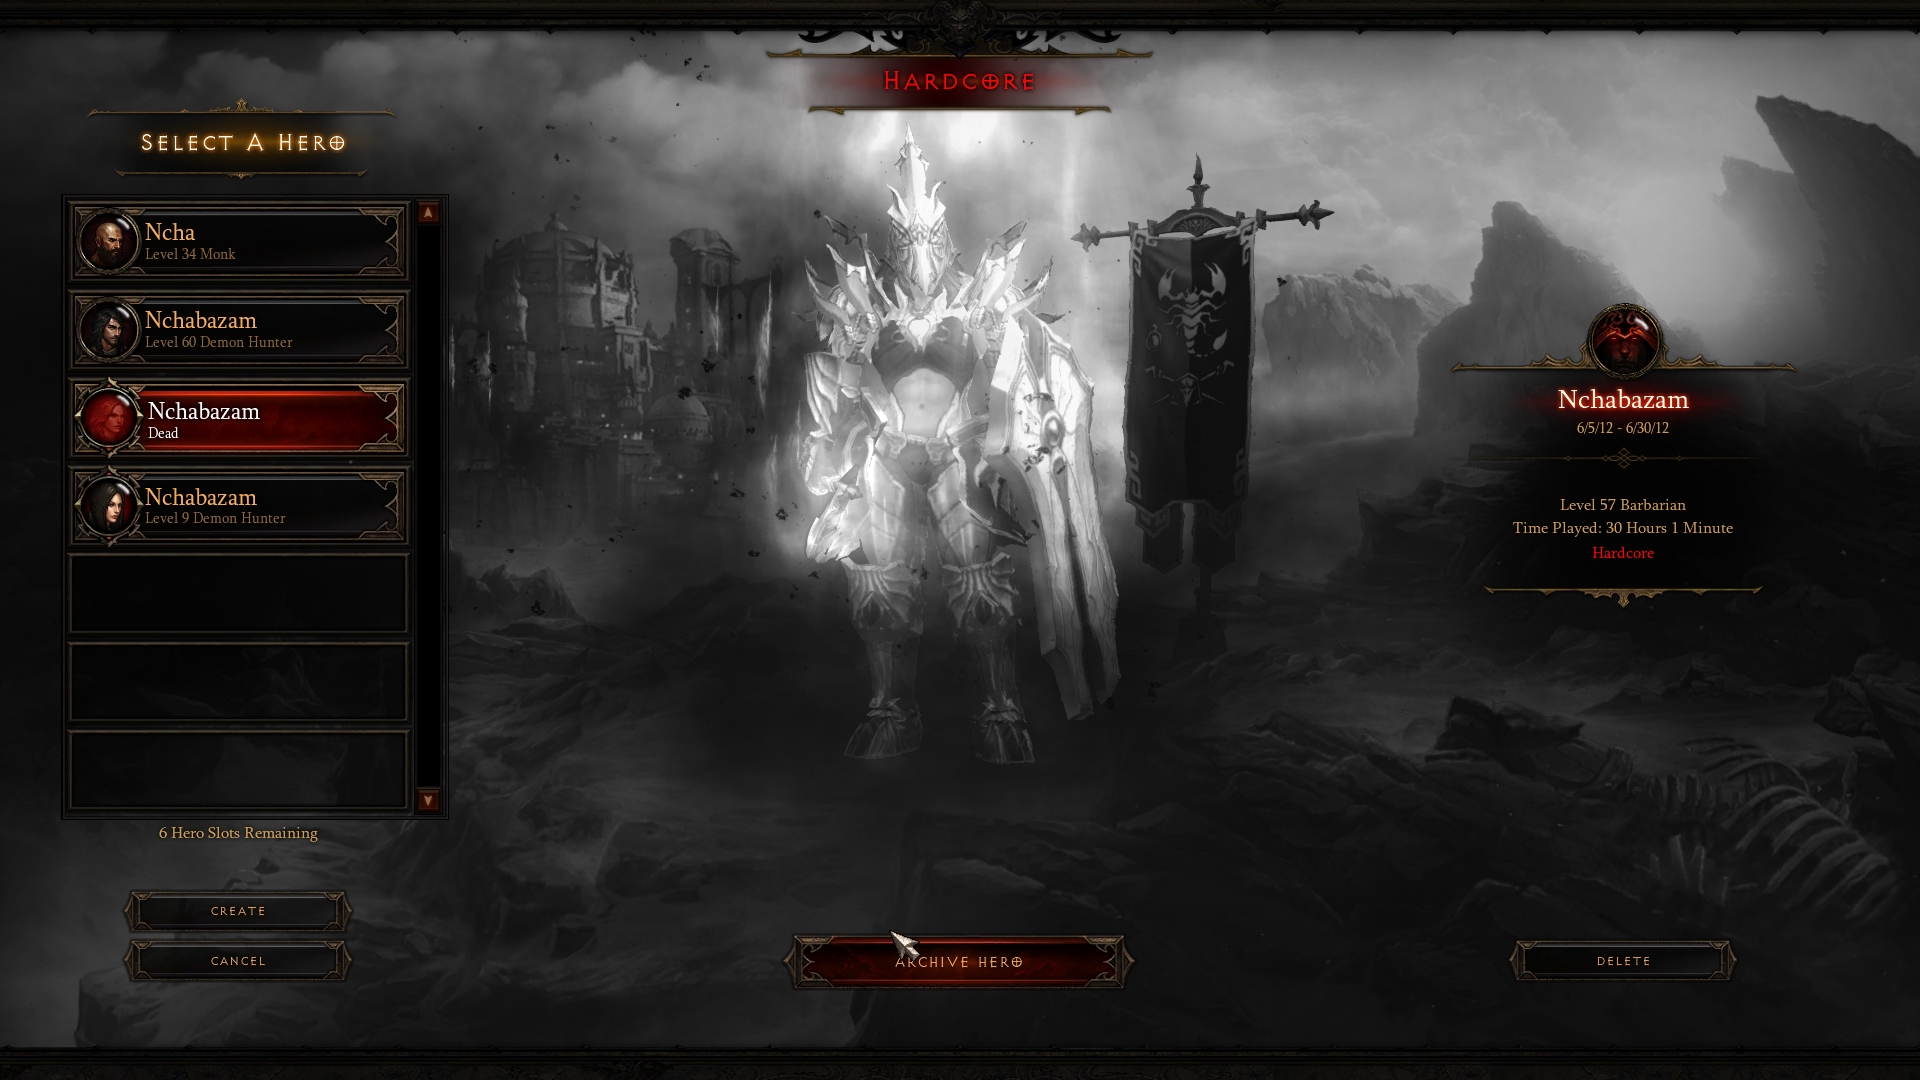 HARDCORE
SELECT A HERO
Ncha
Level 34 Monk
Nchabazam
Level 60 Demon Hunter
Nchabazam
Dead
Nchabazam
Level 9 Demon Hunter
6 Hero Slots Remaining
CREATE
CANCEL
ARCHIVE HERO
Nchabazam
6/5/12 - 6/30/12
Level 57 Barbarian
Time Played: 30 Hours 1 Minute
Hardcore
DELETE